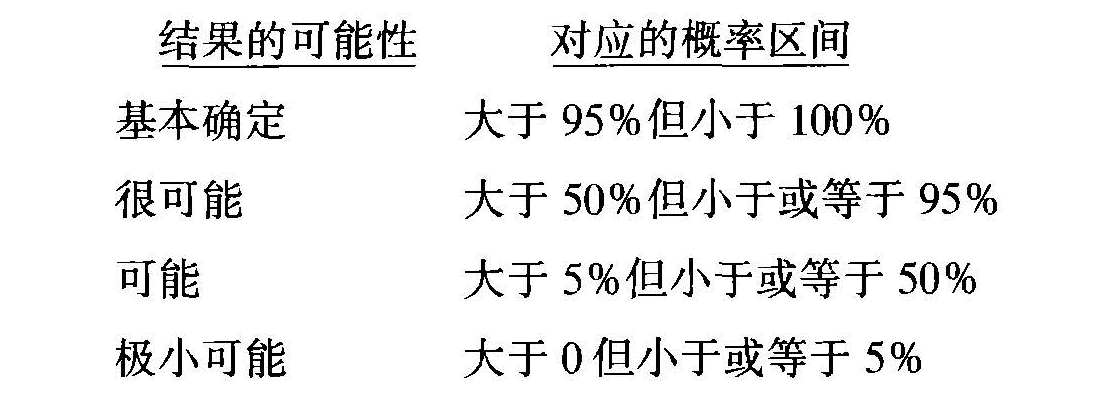 结果的可能性 对应的概率区间
基本确定 大于 95%但小于 100%
很可能 大于 50%但小于或等于 95%
可能 大于 5%但小于或等于 50%
极小可能 大于 0 但小于或等于 5%